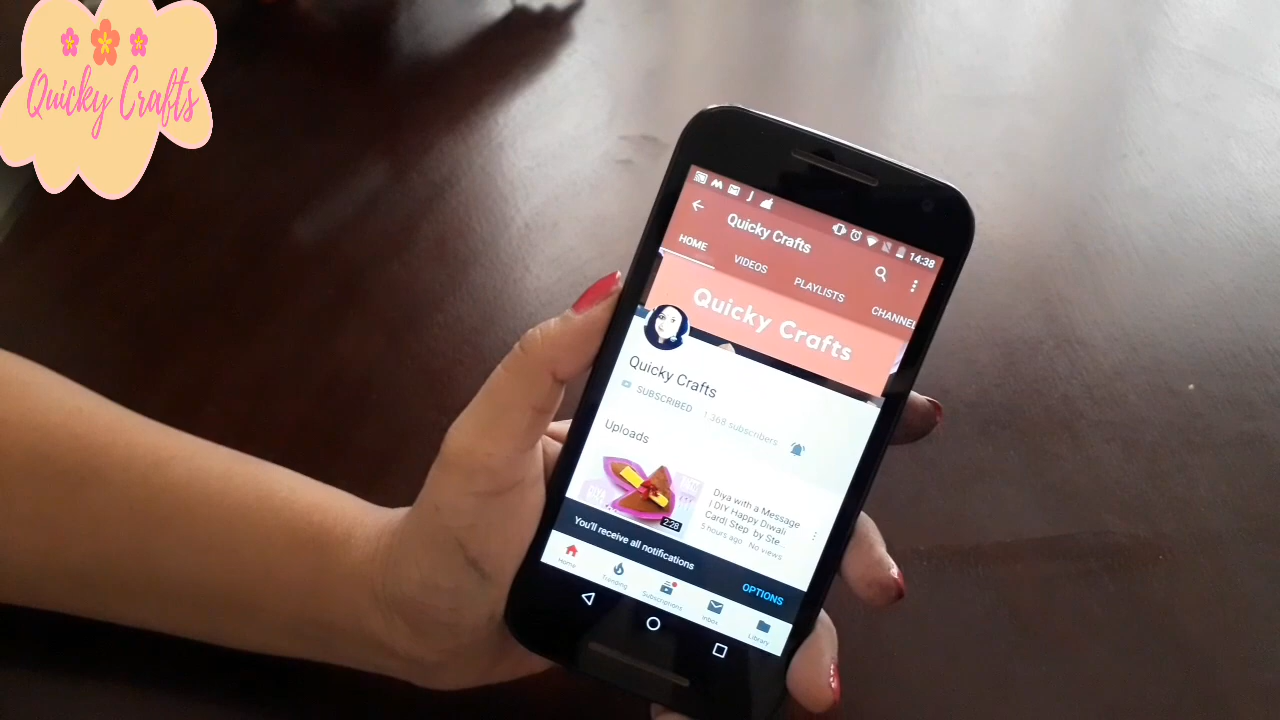 Quicky Crafts
14:38
Quicky Crafts
HOME VIDEOS PLAYLISTS CHANNEL
Quicky Crafts
Quicky Crafts
SUBSCRIBED 1,368 subscribers
Uploads
Diya with a Message
| DIY Happy Diwali
Card| Step by Ste...
5 hours ago No views
2:28
You'll receive all notifications
OPTIONS
Home Trending Subscriptions Inbox Library